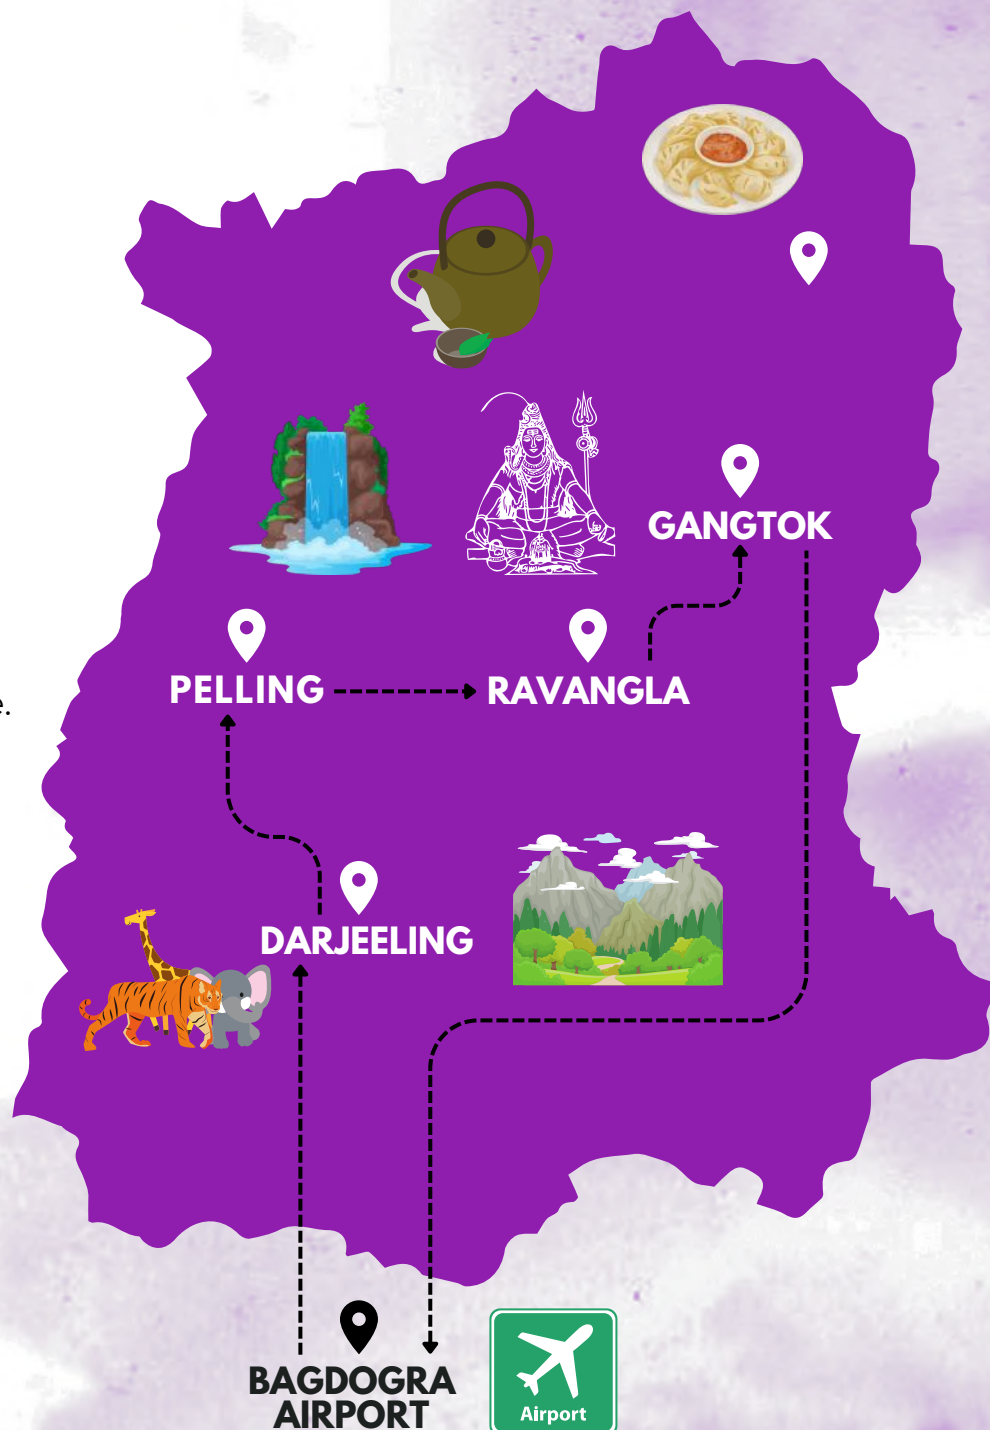 GANGTOK
PELLING
RAVANGLA
e.
DARJEELING
BAGDOGRA
AIRPORT
Airport